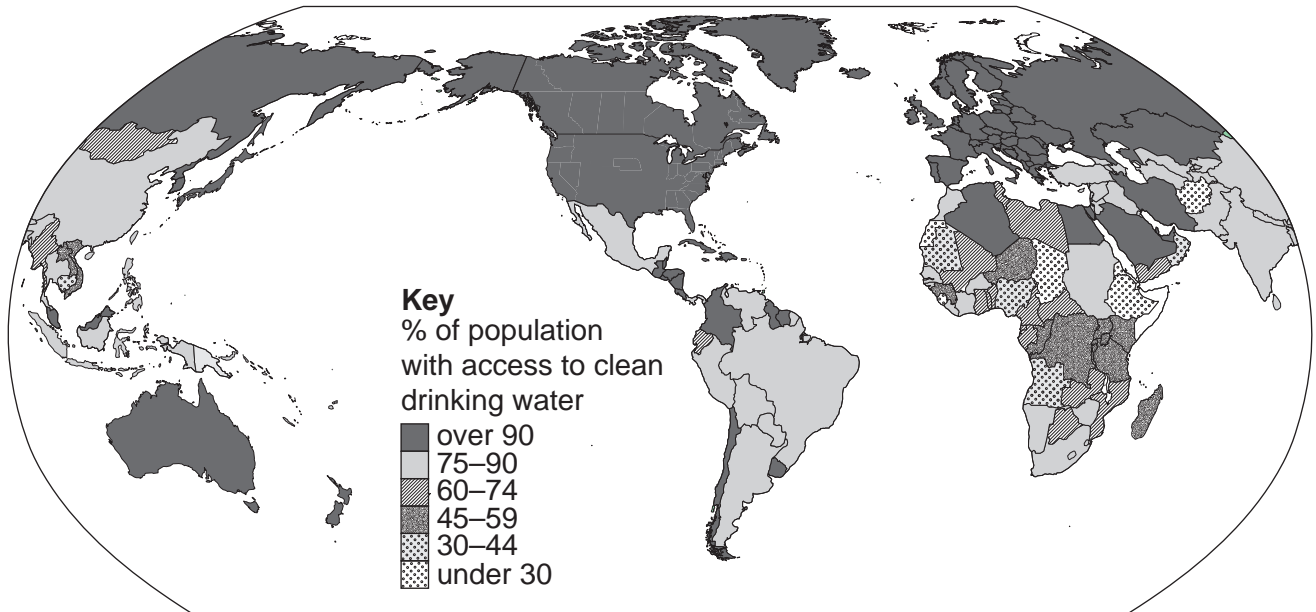 Key
% of population
with access to clean
drinking water
over 90
75–90
60–74
45–59
30–44
under 30